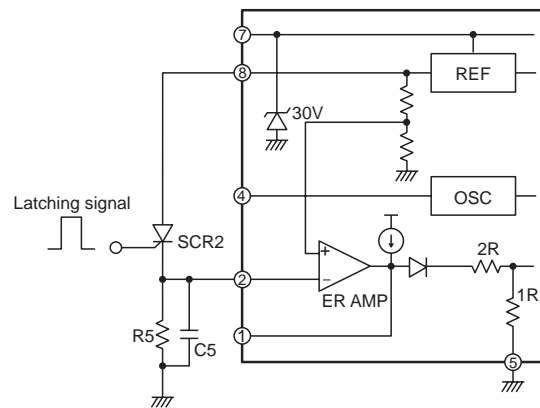 7
8
REF
30V
4
OSC
Latching signal
SCR2
2R
+
2
−
ER AMP
1R
R5
C5
1
5